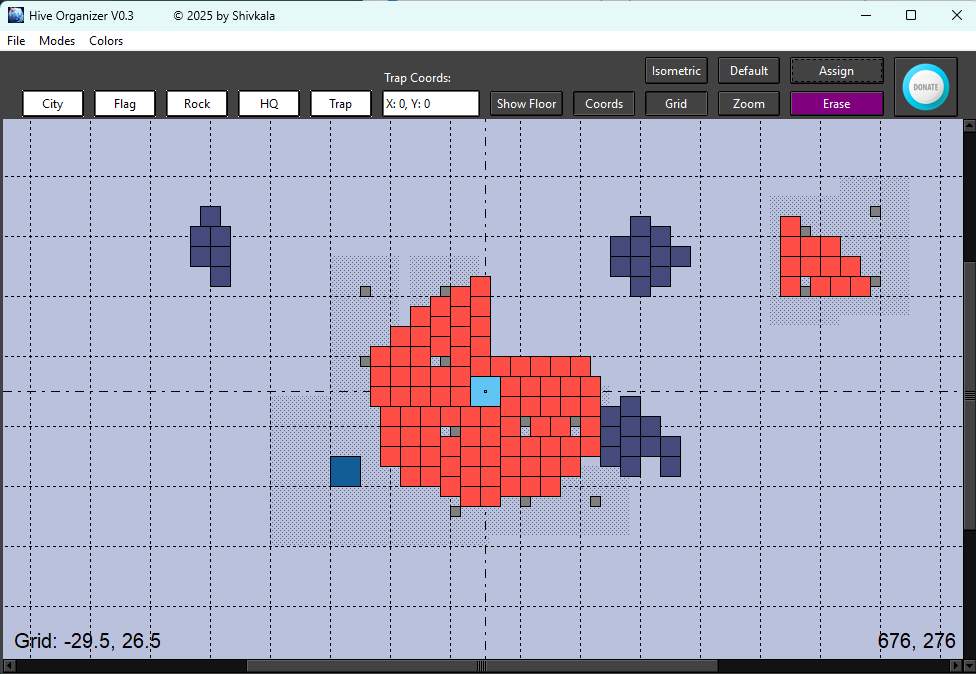 Hive Organizer V0.3 © 2025 by Shivkala
File Modes Colors
Trap Coords:
Isometric Default Assign
DONATE
City Flag Rock HQ Trap X: 0, Y: 0 Show Floor Coords Grid Zoom Erase
Grid: -29.5, 26.5
676, 276